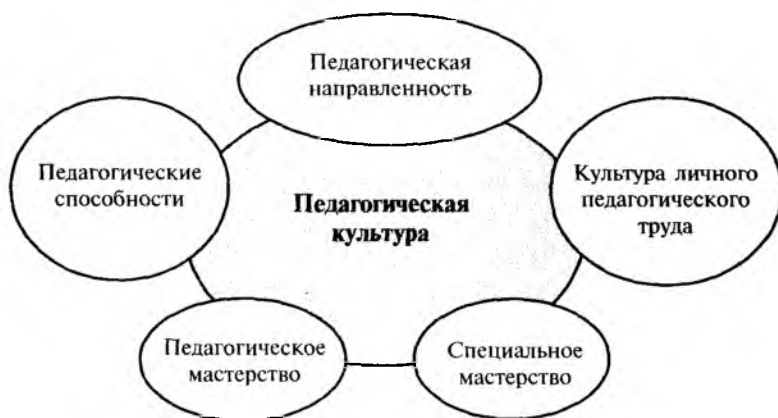 Педагогическая
направленность
Педагогические
способности
Культура личного
педагогического
труда
Педагогическая
культура
Педагогическое
мастерство
Специальное
мастерство